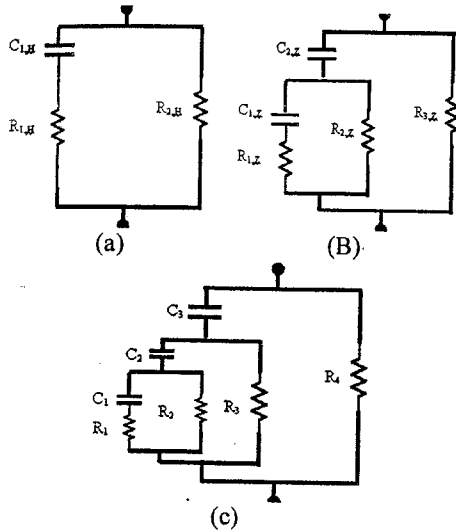 C1,H
R1,H
R2,H
(a)
C2,Z
C1,Z
R1,Z
R2,Z
R3,Z
(B)
C3
C2
C1
R1
R2
R3
R4
(c)